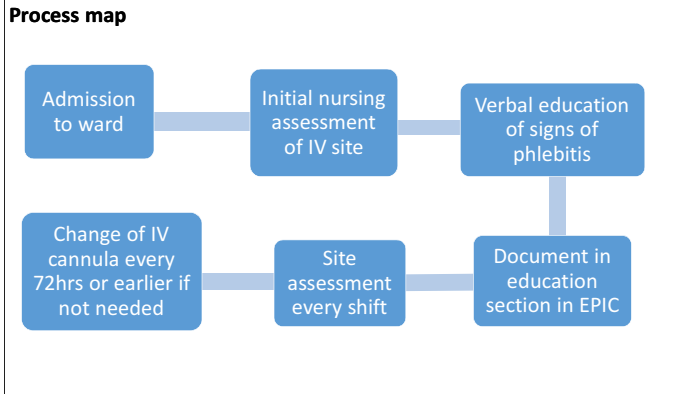 Process map
Admission
to ward
Initial nursing
assessment
of IV site
Verbal education
of signs of
phlebitis
Document in
education
section in EPIC
Site
assessment
every shift
Change of IV
cannula every
72hrs or earlier if
not needed